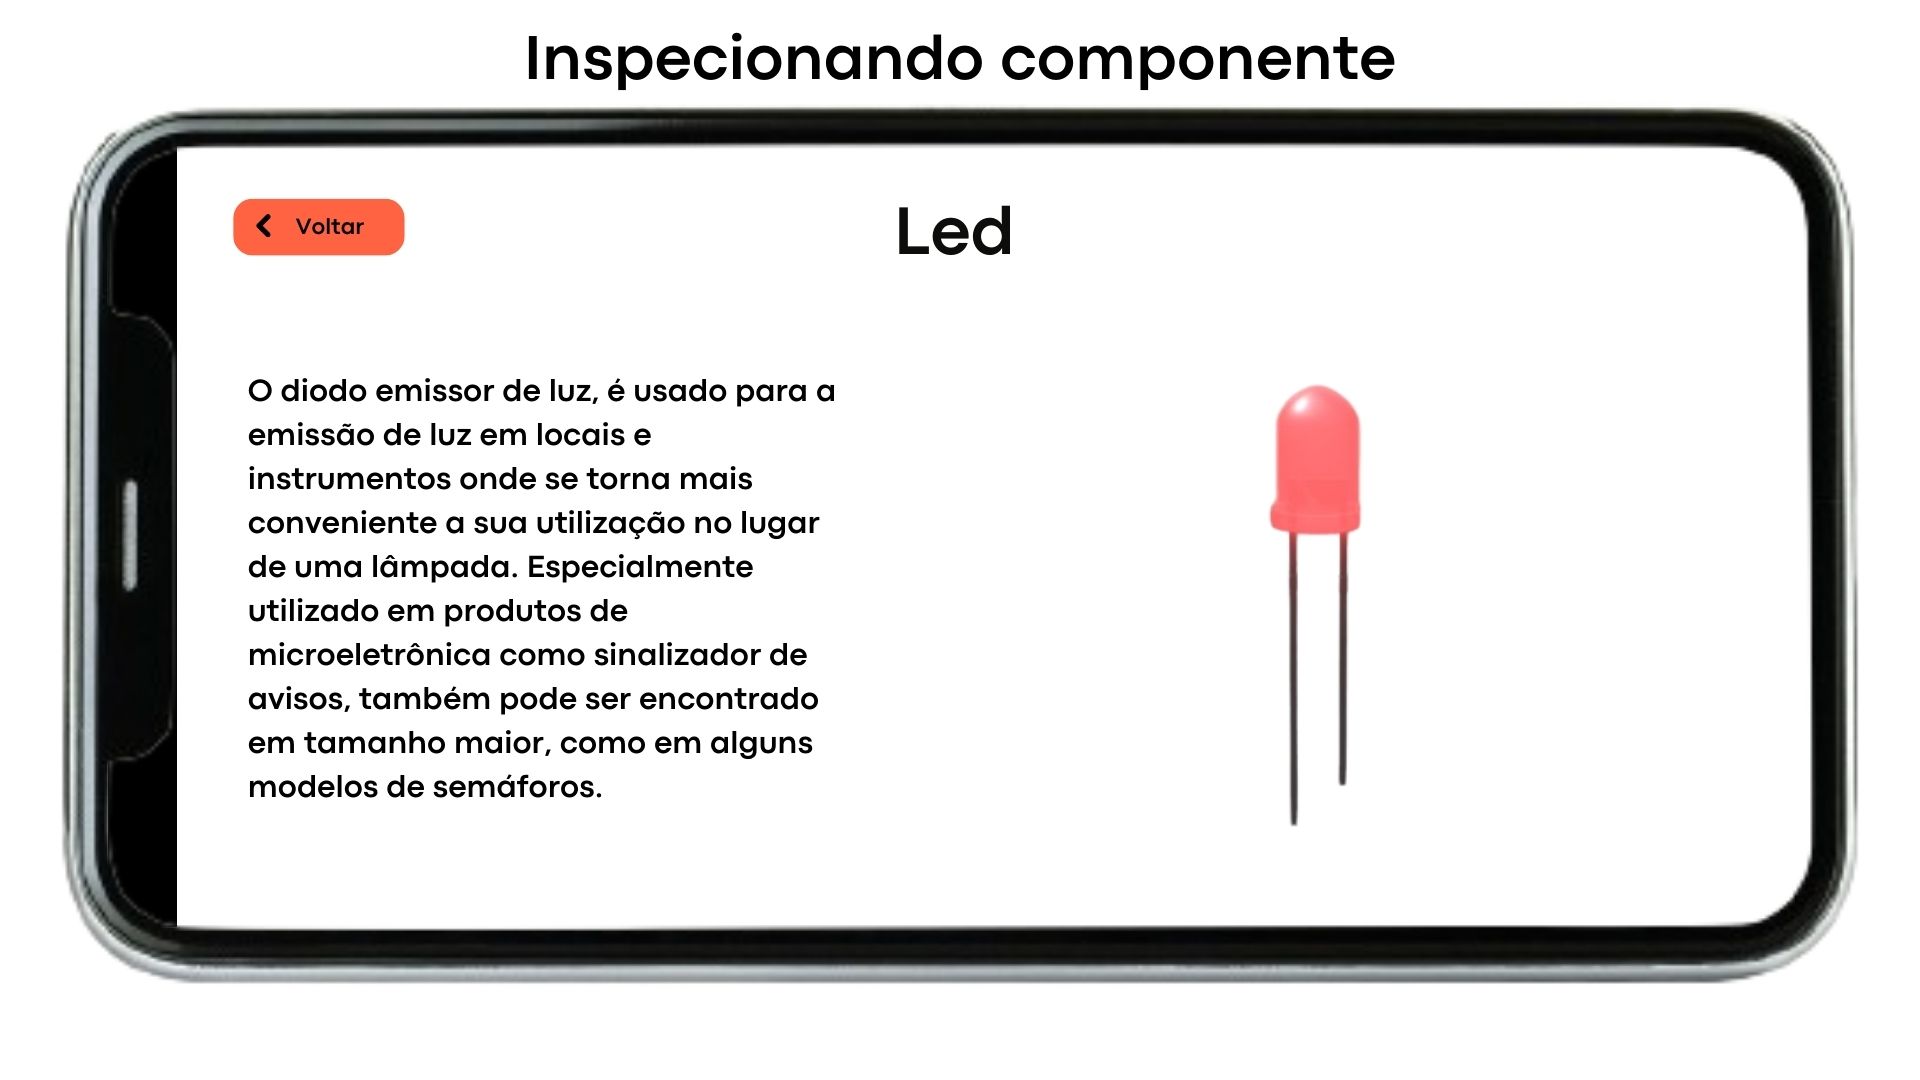 Inspecionando componente
Voltar
Led
O diodo emissor de luz, é usado para a
emissão de luz em locais e
instrumentos onde se torna mais
conveniente a sua utilização no lugar
de uma lâmpada. Especialmente
utilizado em produtos de
microeletrônica como sinalizador de
avisos, também pode ser encontrado
em tamanho maior, como em alguns
modelos de semáforos.